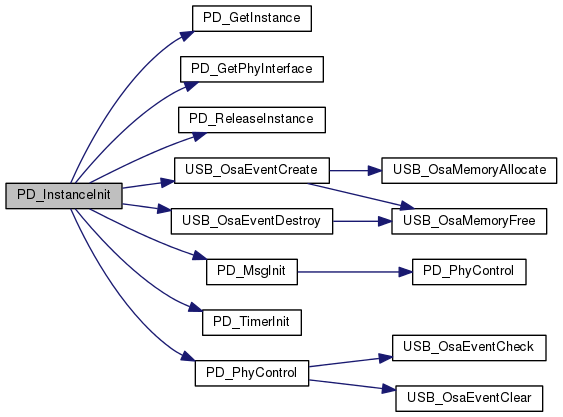 PD_GetInstance
PD_GetPhyInterface
PD_ReleaseInstance
USB_OsaEventCreate
USB_OsaMemoryAllocate
PD_InstanceInit
USB_OsaEventDestroy
USB_OsaMemoryFree
PD_MsgInit
PD_PhyControl
PD_TimerInit
USB_OsaEventCheck
PD_PhyControl
USB_OsaEventClear